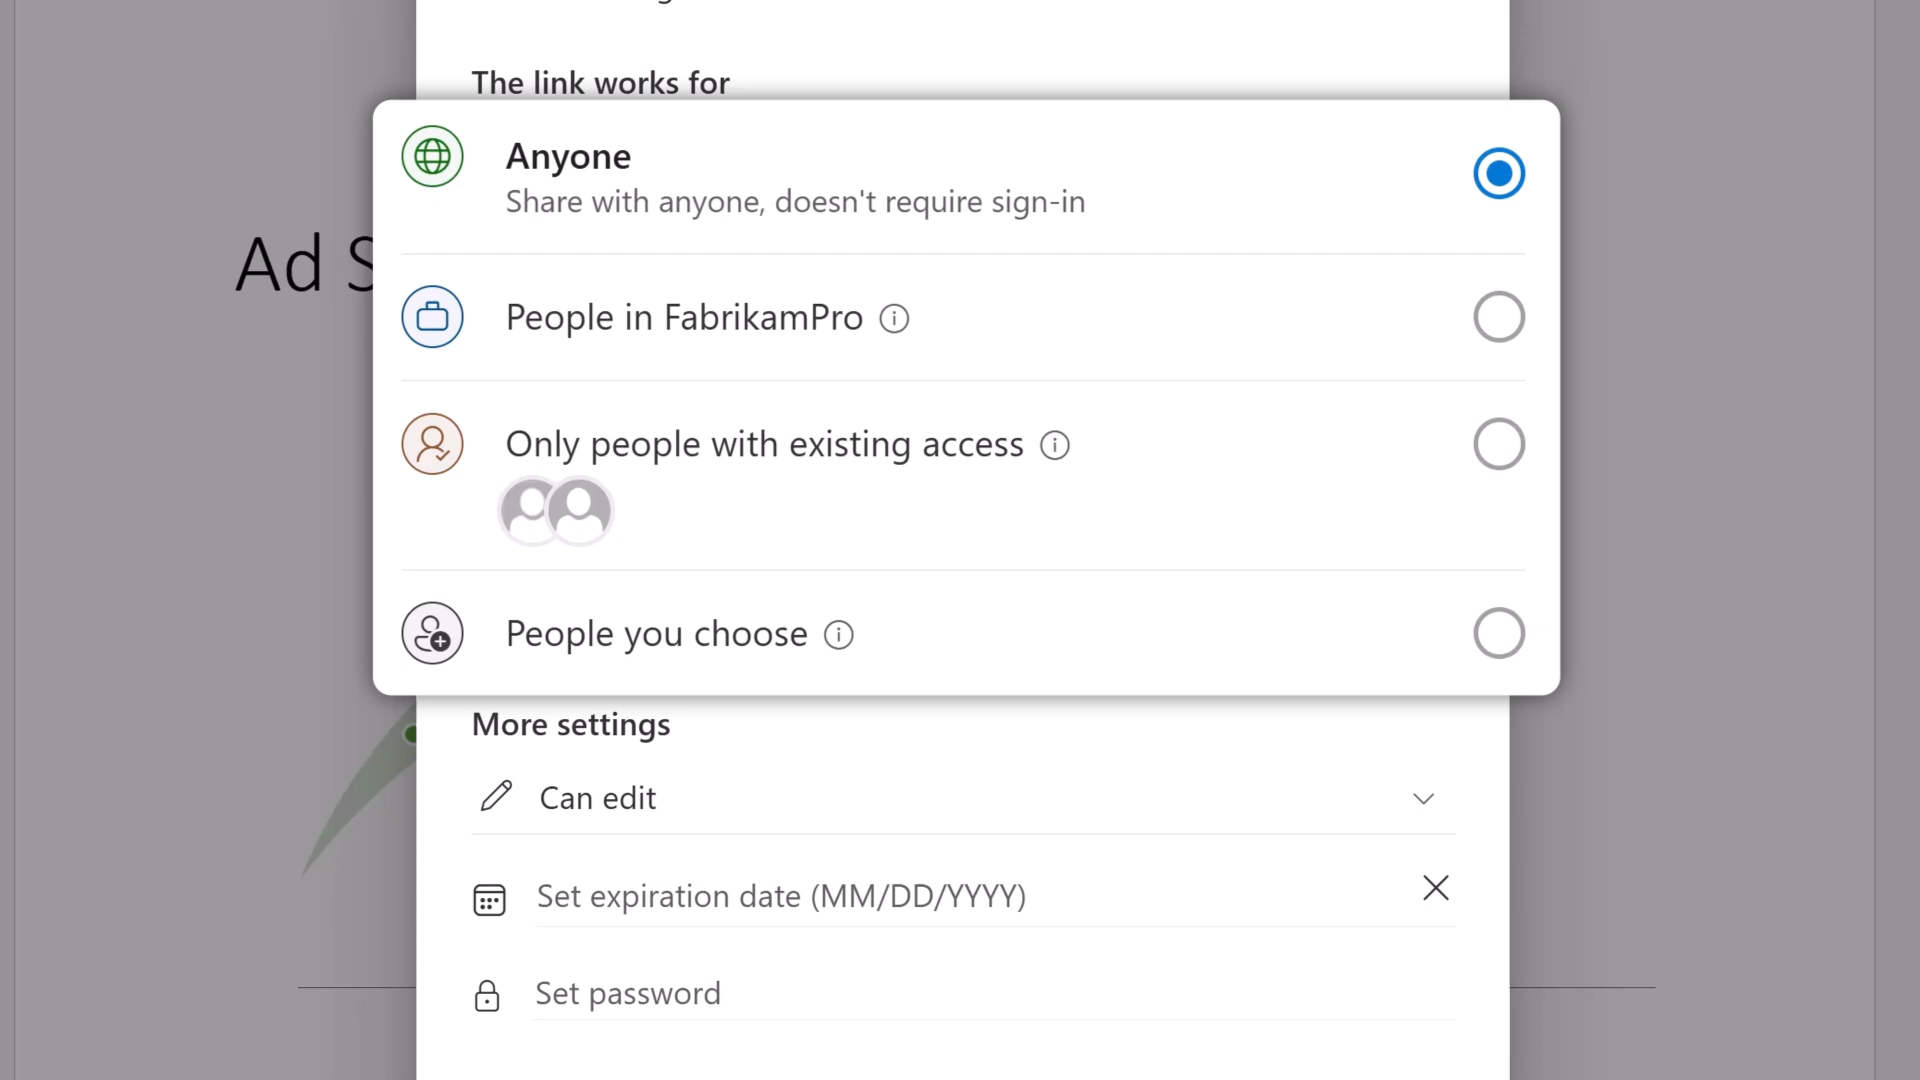 The link works for
Anyone
Share with anyone, doesn't require sign-in
Ad S
People in FabrikamPro
Only people with existing access
People you choose
More settings
Can edit
Set expiration date (MM/DD/YYYY)
Set password